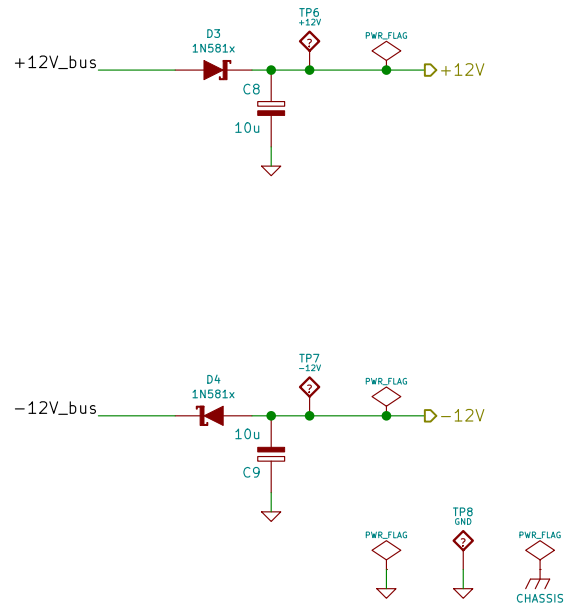 TP6
+12V
D3
1N581x
PWR_FLAG
+12V_bus
?
+12V
C8
10u
TP7
-12V
D4
1N581x
PWR_FLAG
-12V_bus
?
-12V
10u
C9
TP8
GND
PWR_FLAG
?
PWR_FLAG
CHASSIS